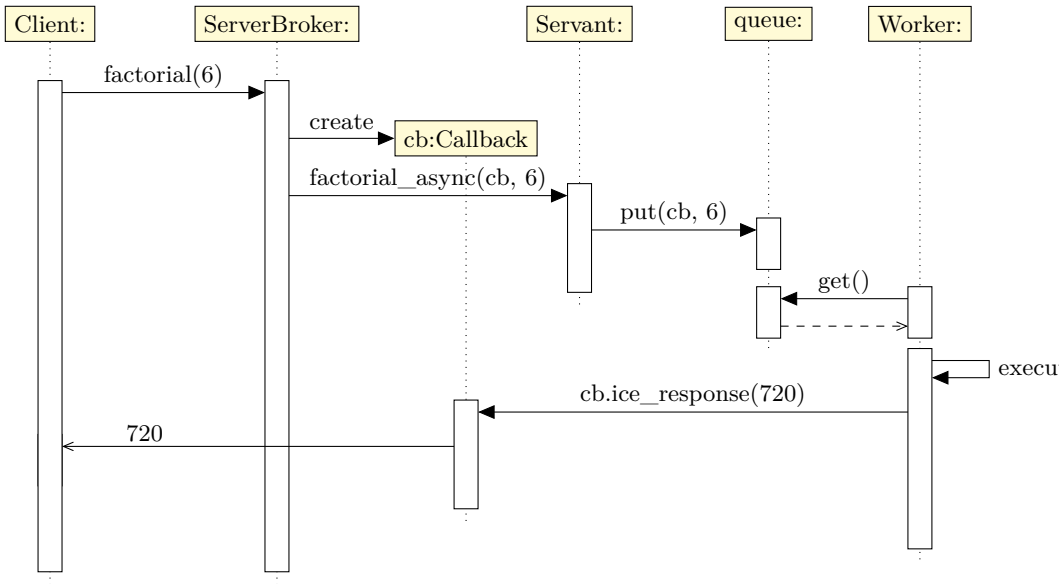 Client:
ServerBroker:
Servant:
queue:
Worker:
factorial(6)
create
cb:Callback
factorial_async(cb, 6)
put(cb, 6)
get()
execu
cb.ice_response(720)
720